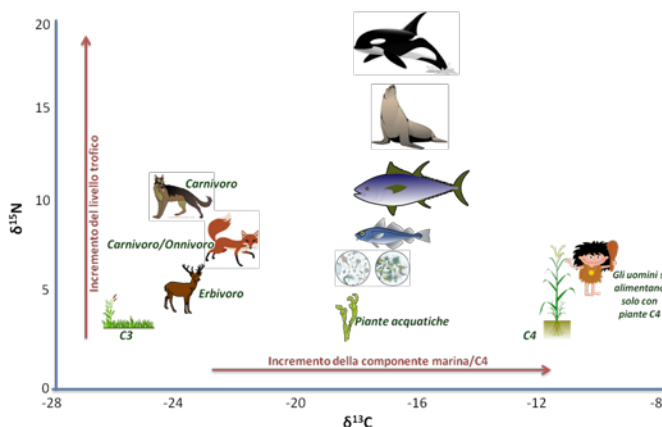 20
15
10
5
0
δ¹⁵N
Incremento del livello trofico
Carnivoro
Carnivoro/Onnivoro
Erbivoro
C3
Piante acquatiche
C4
Gli uomini s
alimentano
solo con
piante C4
Incremento della componente marina/C4
-28
-24
-20
-16
-12
-8
δ¹³C